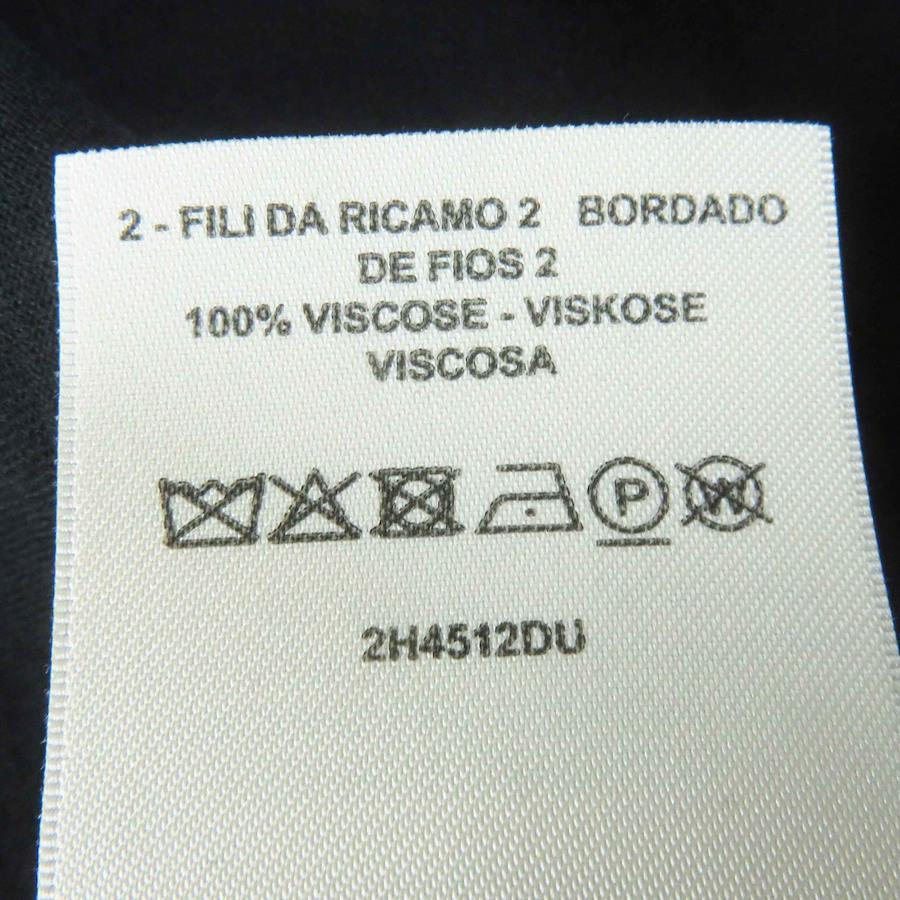 2 - FILI DA RICAMO 2 BORDADO
DE FIOS 2
100% VISCOSE - VISKOSE
VISCOSA
P W
2H4512DU